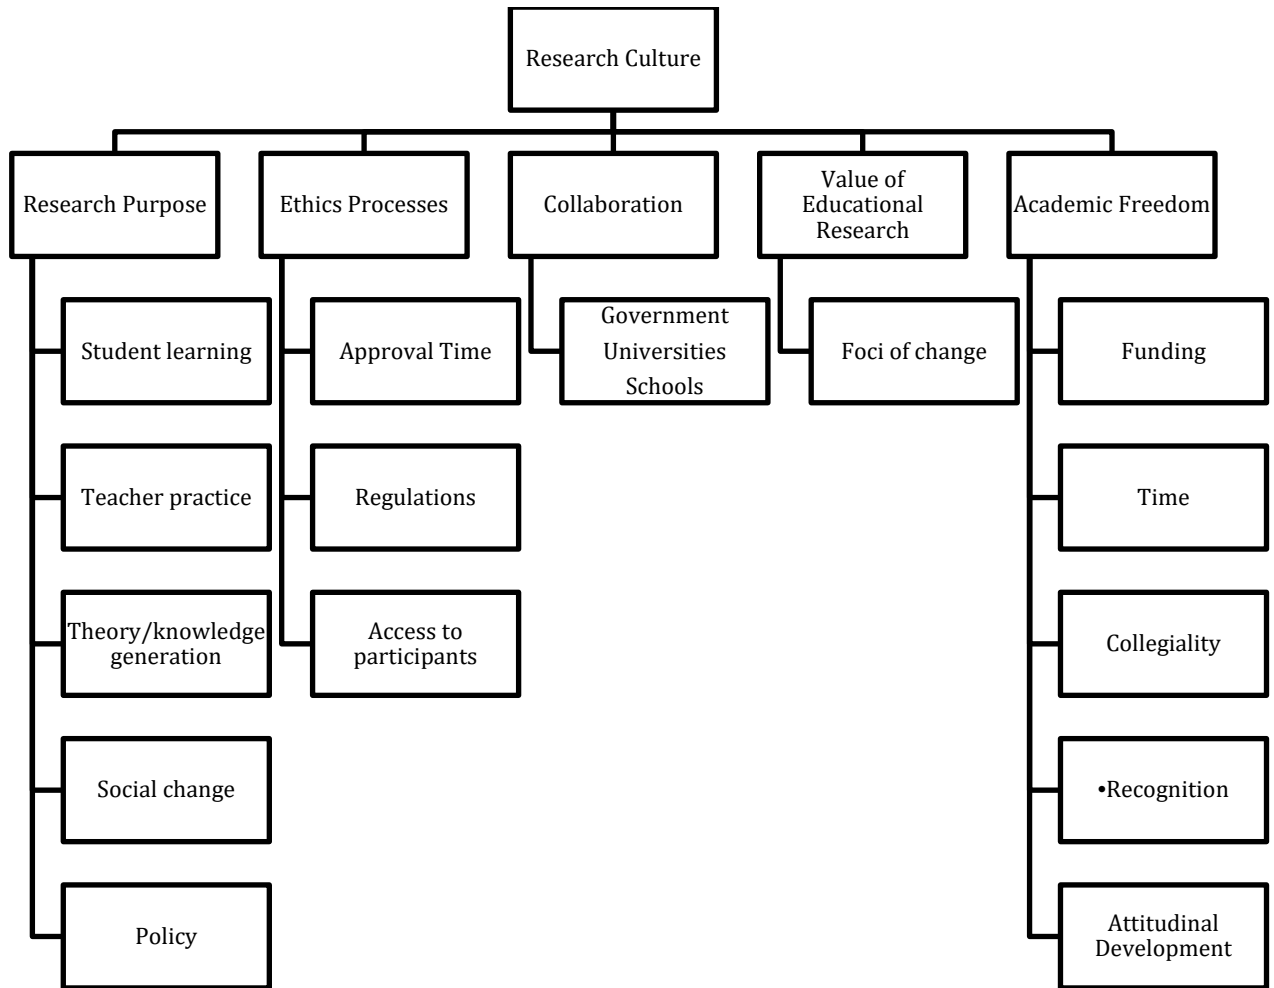 Research Culture
Research Purpose
Ethics Processes
Collaboration
Value of
Educational
Research
Academic Freedom
Student learning
Approval Time
Government
Universities
Schools
Foci of change
Funding
Teacher practice
Regulations
Time
Theory/knowledge
generation
Access to
participants
Collegiality
Social change
•Recognition
Policy
Attitudinal
Development